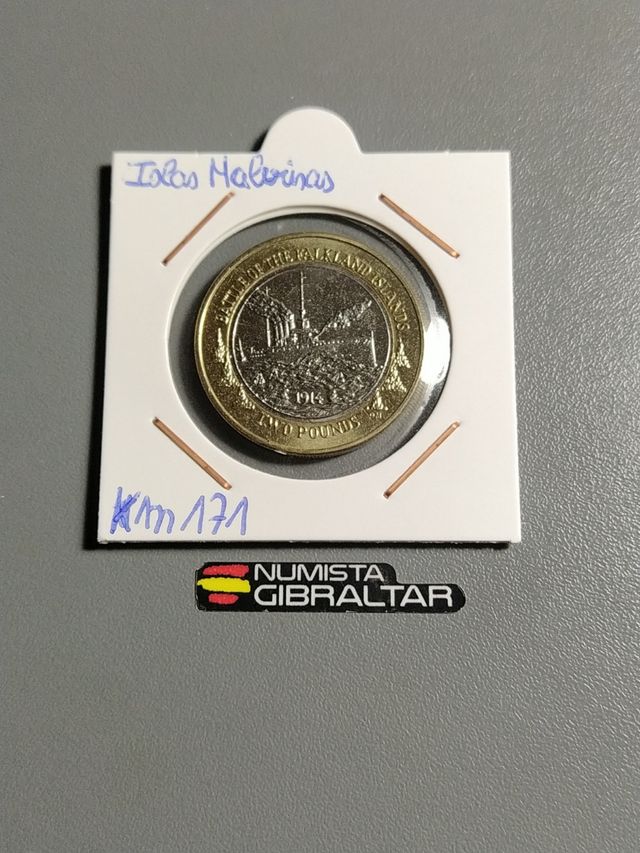 Islas Malvinas
BATTLE OF THE FALKLAND ISLANDS
1914
TWO POUNDS
Km 171
NUMISTA
GIBRALTAR